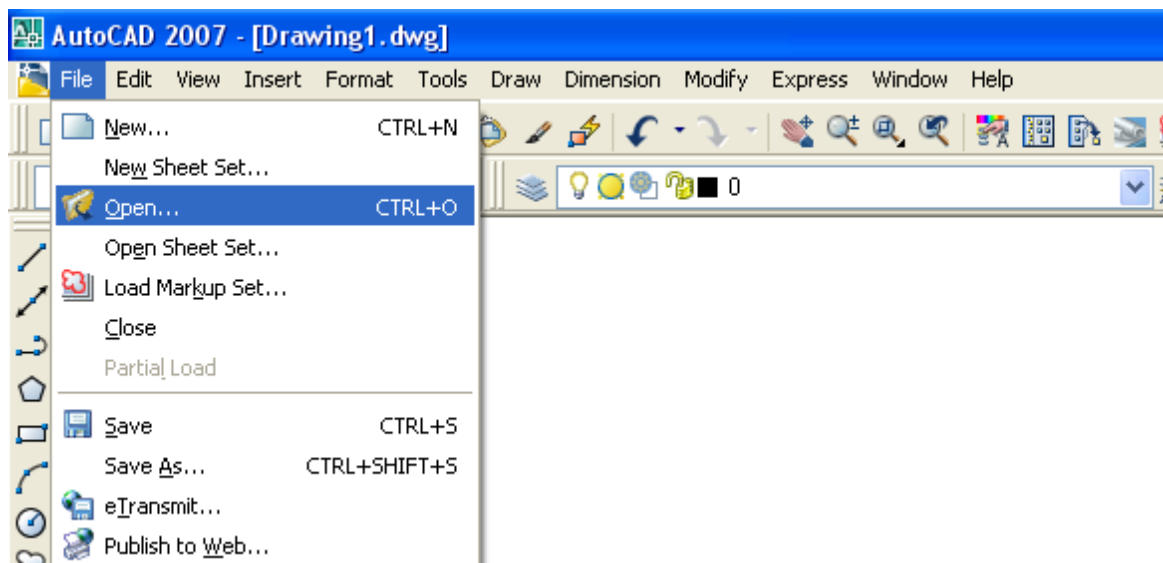 AutoCAD 2007 - [Drawing1.dwg]
File Edit View Insert Format Tools Draw Dimension Modify Express Window Help
New... CTRL+N
New Sheet Set...
Open... CTRL+O
0
Open Sheet Set...
Load Markup Set...
Close
Partial Load
Save CTRL+S
Save As... CTRL+SHIFT+S
eTransmit...
Publish to Web...